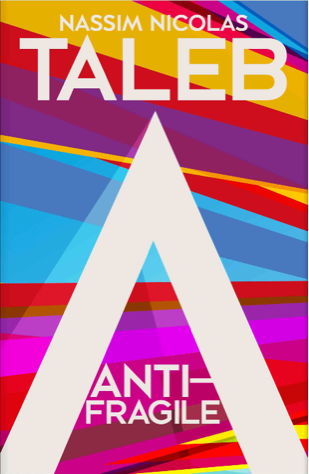 NASSIM NICOLAS
TALEB
ANTI-
FRAGILE